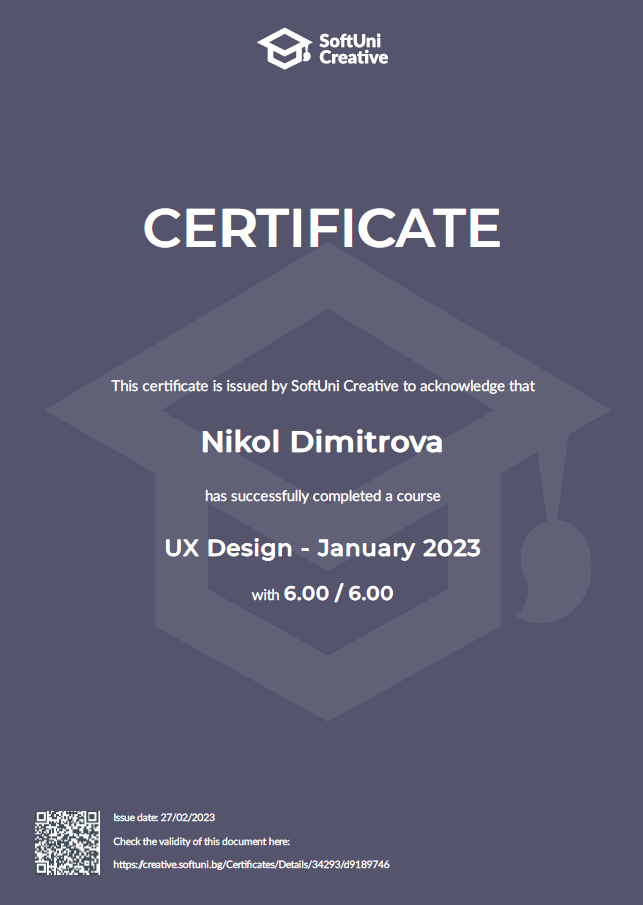 SoftUni
Creative
CERTIFICATE
This certificate is issued by SoftUni Creative to acknowledge that
Nikol Dimitrova
has successfully completed a course
UX Design - January 2023
with 6.00 / 6.00
Issue date: 27/02/2023
Check the validity of this document here:
https://creative.softuni.bg/Certificates/Details/34293/d9189746